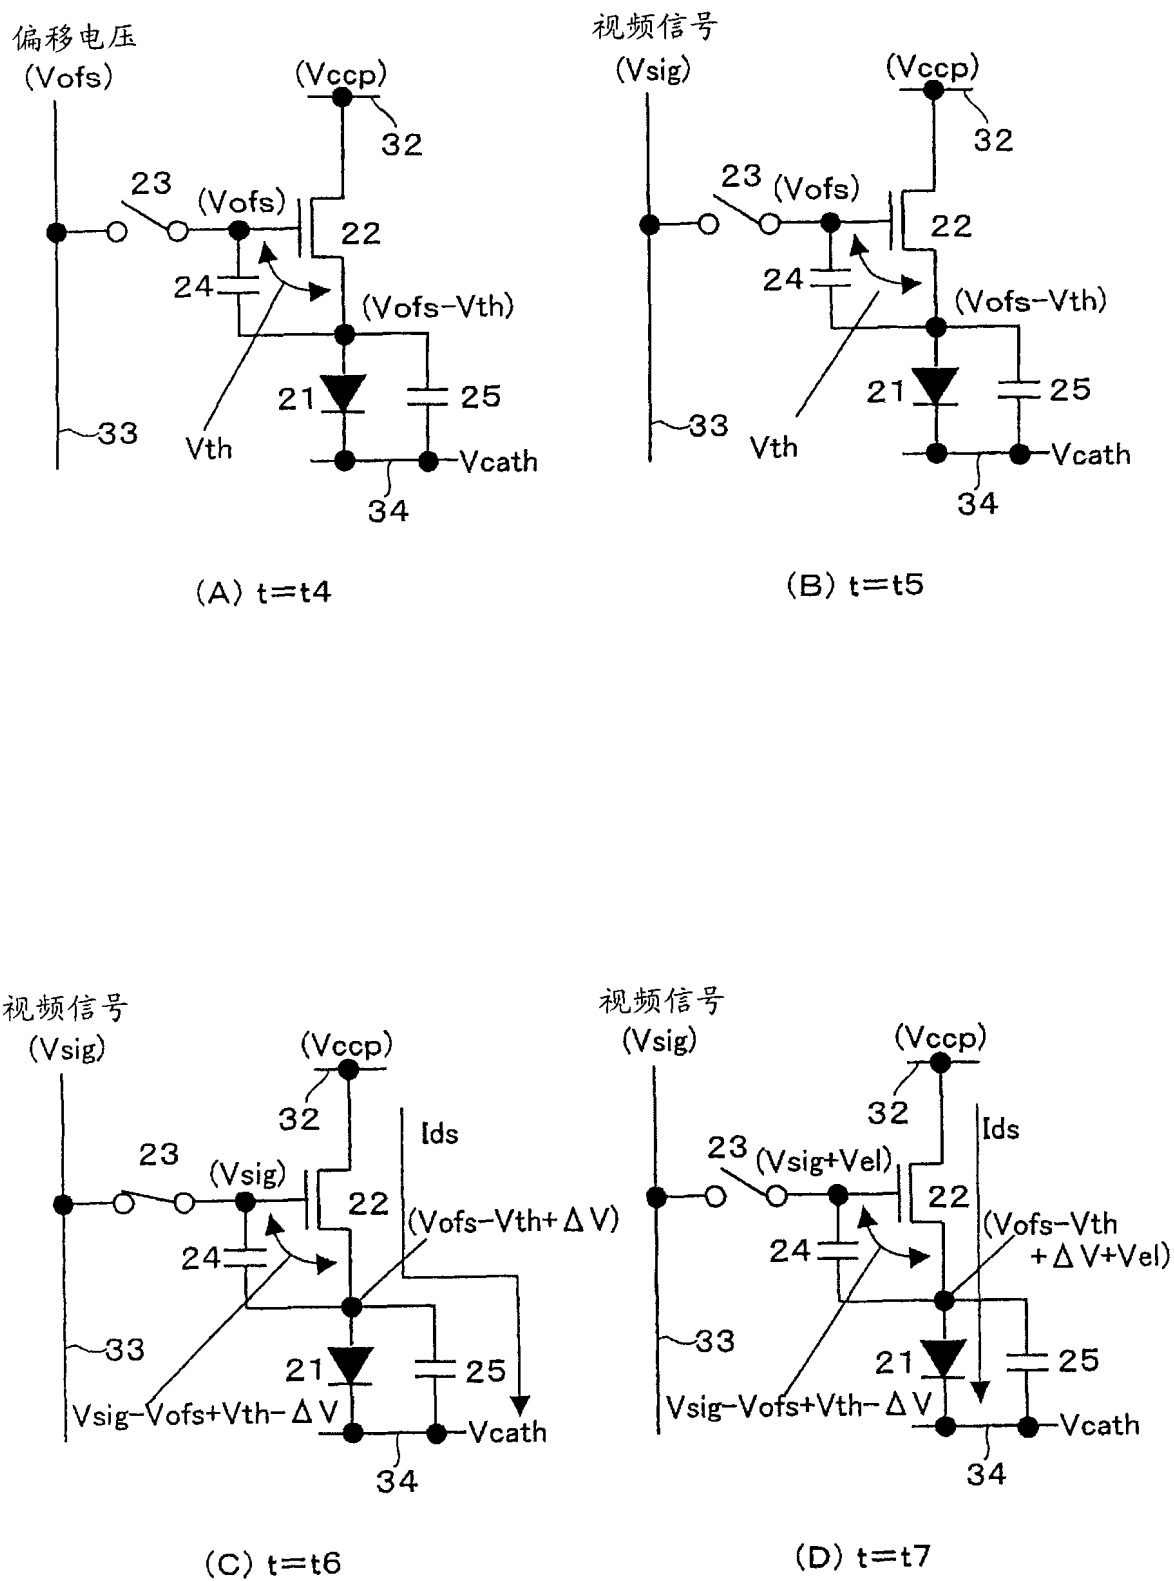 偏移电压
(Vofs)
(Vccp)
32
23
(Vofs)
22
24
(Vofs-Vth)
21
25
33
Vth
Vcath
34
(A) t=t4
视频信号
(Vsig)
(Vccp)
32
23
(Vofs)
22
24
(Vofs-Vth)
21
25
33
Vth
Vcath
34
(B) t=t5
视频信号
(Vsig)
(Vccp)
32
Ids
23
(Vsig)
22
(Vofs-Vth+ΔV)
24
33
21
25
Vsig-Vofs+Vth-ΔV
Vcath
34
(C) t=t6
视频信号
(Vsig)
(Vccp)
32
Ids
23
(Vsig+Vel)
22
(Vofs-Vth
+ΔV+Vel)
24
33
21
25
Vsig-Vofs+Vth-ΔV
Vcath
34
(D) t=t7